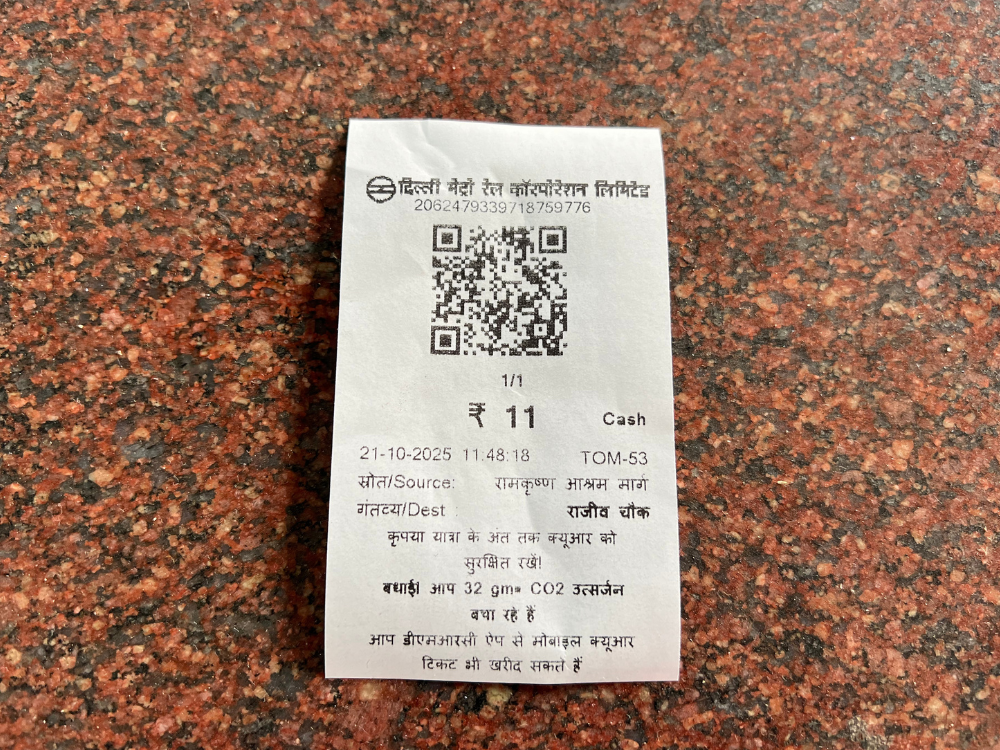 दिल्ली मेट्रो रेल कॉरपोरेशन लिमिटेड
2062479339718759776
1/1
₹ 11 Cash
21-10-2025 11:48:18 TOM-53
स्रोत/Source: रामकृष्ण आश्रम मार्ग
गंतव्य/Dest : राजीव चौक
कृपया यात्रा के अंत तक क्यूआर को
सुरक्षित रखें!
बधाई! आप 32 gms CO2 उत्सर्जन
बचा रहे हैं
आप डीएमआरसी ऐप से मोबाइल क्यूआर
टिकट भी खरीद सकते हैं